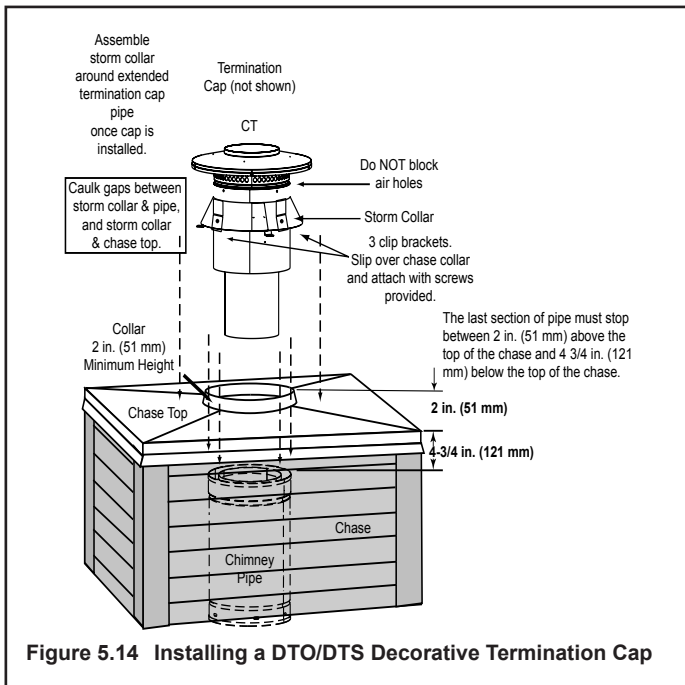 Assemble
storm collar
around extended
termination cap
pipe
once cap is
installed.
Termination
Cap (not shown)
CT
Do NOT block
air holes
Caulk gaps between
storm collar & pipe,
and storm collar
& chase top.
Storm Collar
3 clip brackets.
Slip over chase collar
and attach with screws
provided.
Collar
2 in. (51 mm)
Minimum Height
The last section of pipe must stop
between 2 in. (51 mm) above the
top of the chase and 4 3/4 in. (121
mm) below the top of the chase.
Chase Top
2 in. (51 mm)
4-3/4 in. (121 mm)
Chase
Chimney
Pipe
Figure 5.14 Installing a DTO/DTS Decorative Termination Cap